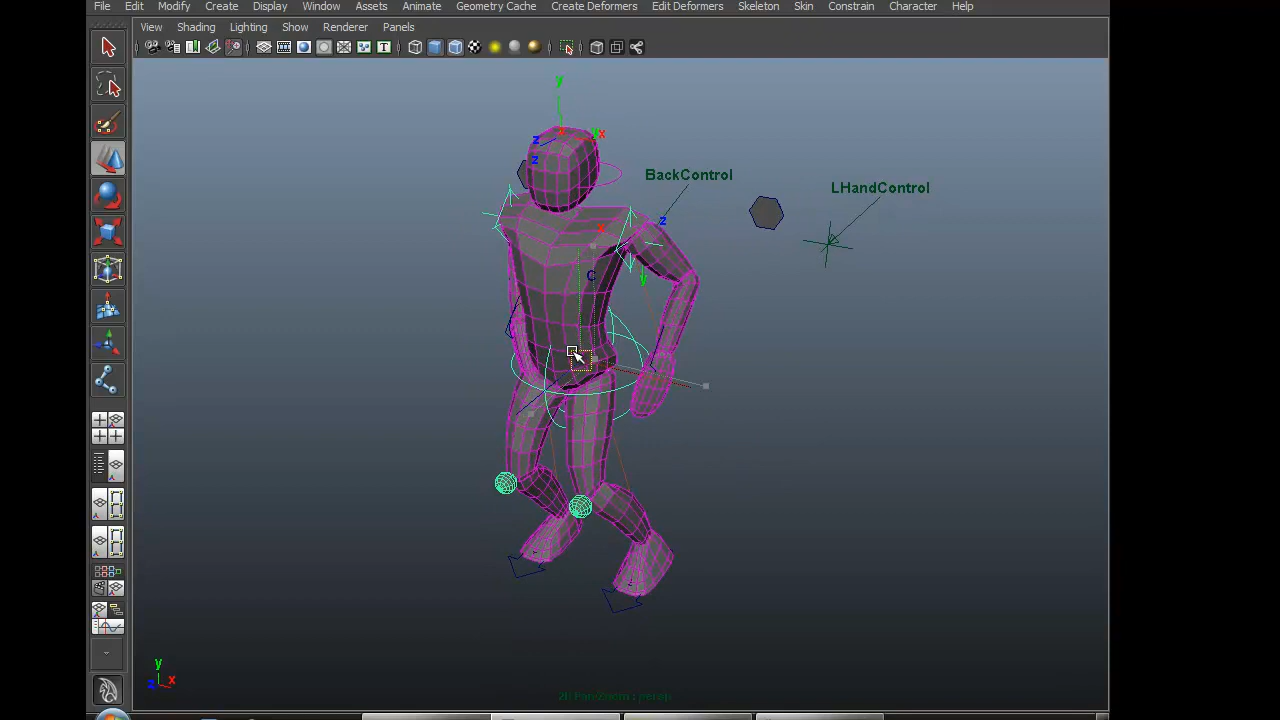 File Edit Modify Create Display Window Assets Animate Geometry Cache Create Deformers Edit Deformers Skeleton Skin Constrain Character Help
View Shading Lighting Show Renderer Panels
T
y
z x y x
z
BackControl
LHandControl
z
x
y
y
z x